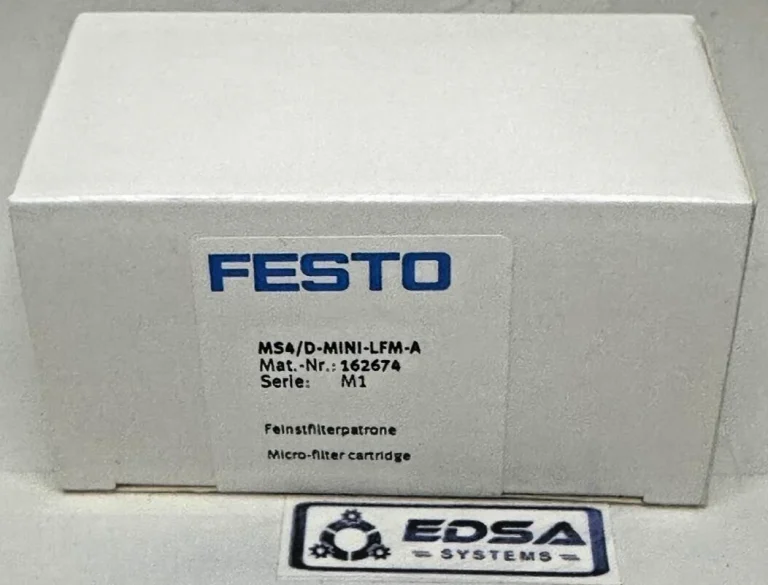 FESTO
MS4/D-MINI-LFM-A
Mat.-Nr.: 162674
Serie: M1
Feinstfilterpatrone
Micro-filter cartridge
EDSA
SYSTEMS